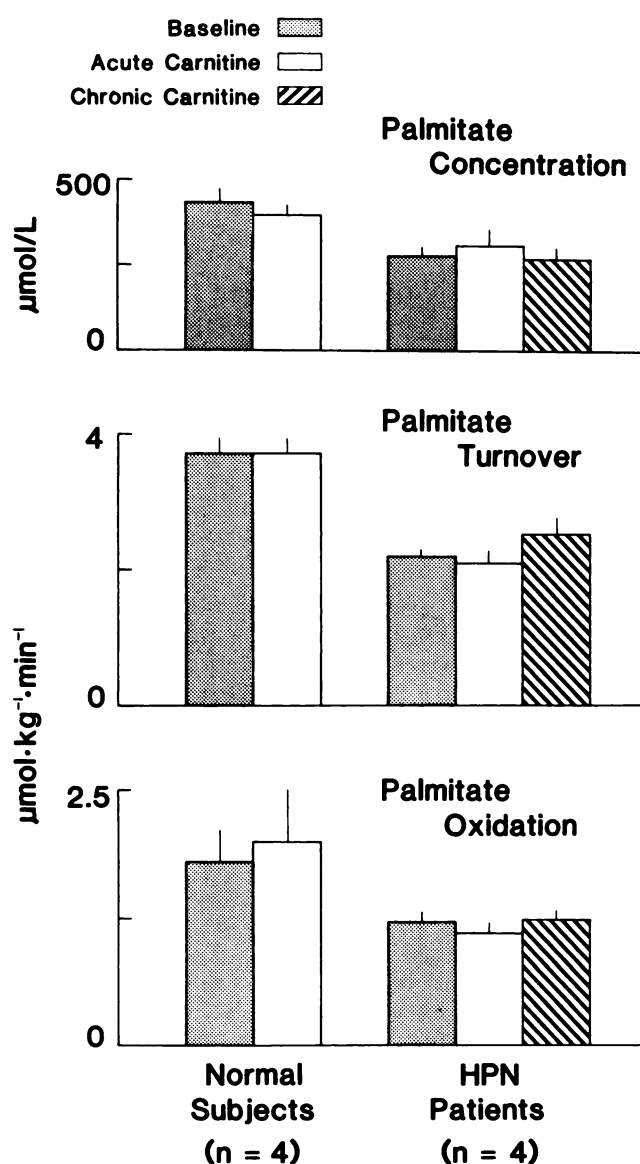 Baseline
Acute Carnitine
Chronic Carnitine
Palmitate
Concentration
500
µmol/L
0
Palmitate
Turnover
4
0
µmol·kg⁻¹·min⁻¹
Palmitate
Oxidation
2.5
0
Normal
Subjects
(n = 4)
HPN
Patients
(n = 4)